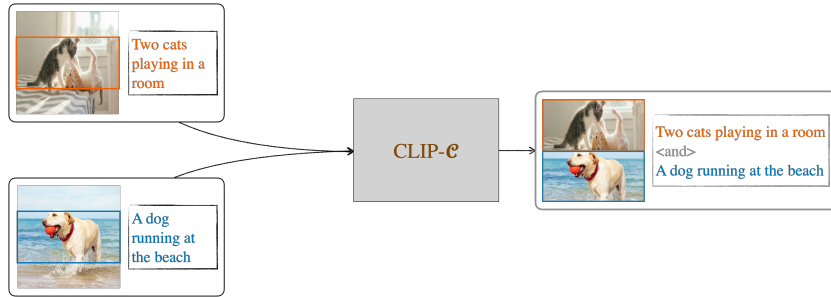 Two cats
playing in a
room
A dog
running at
the beach
CLIP-𝓒
Two cats playing in a room
<and>
A dog running at the beach